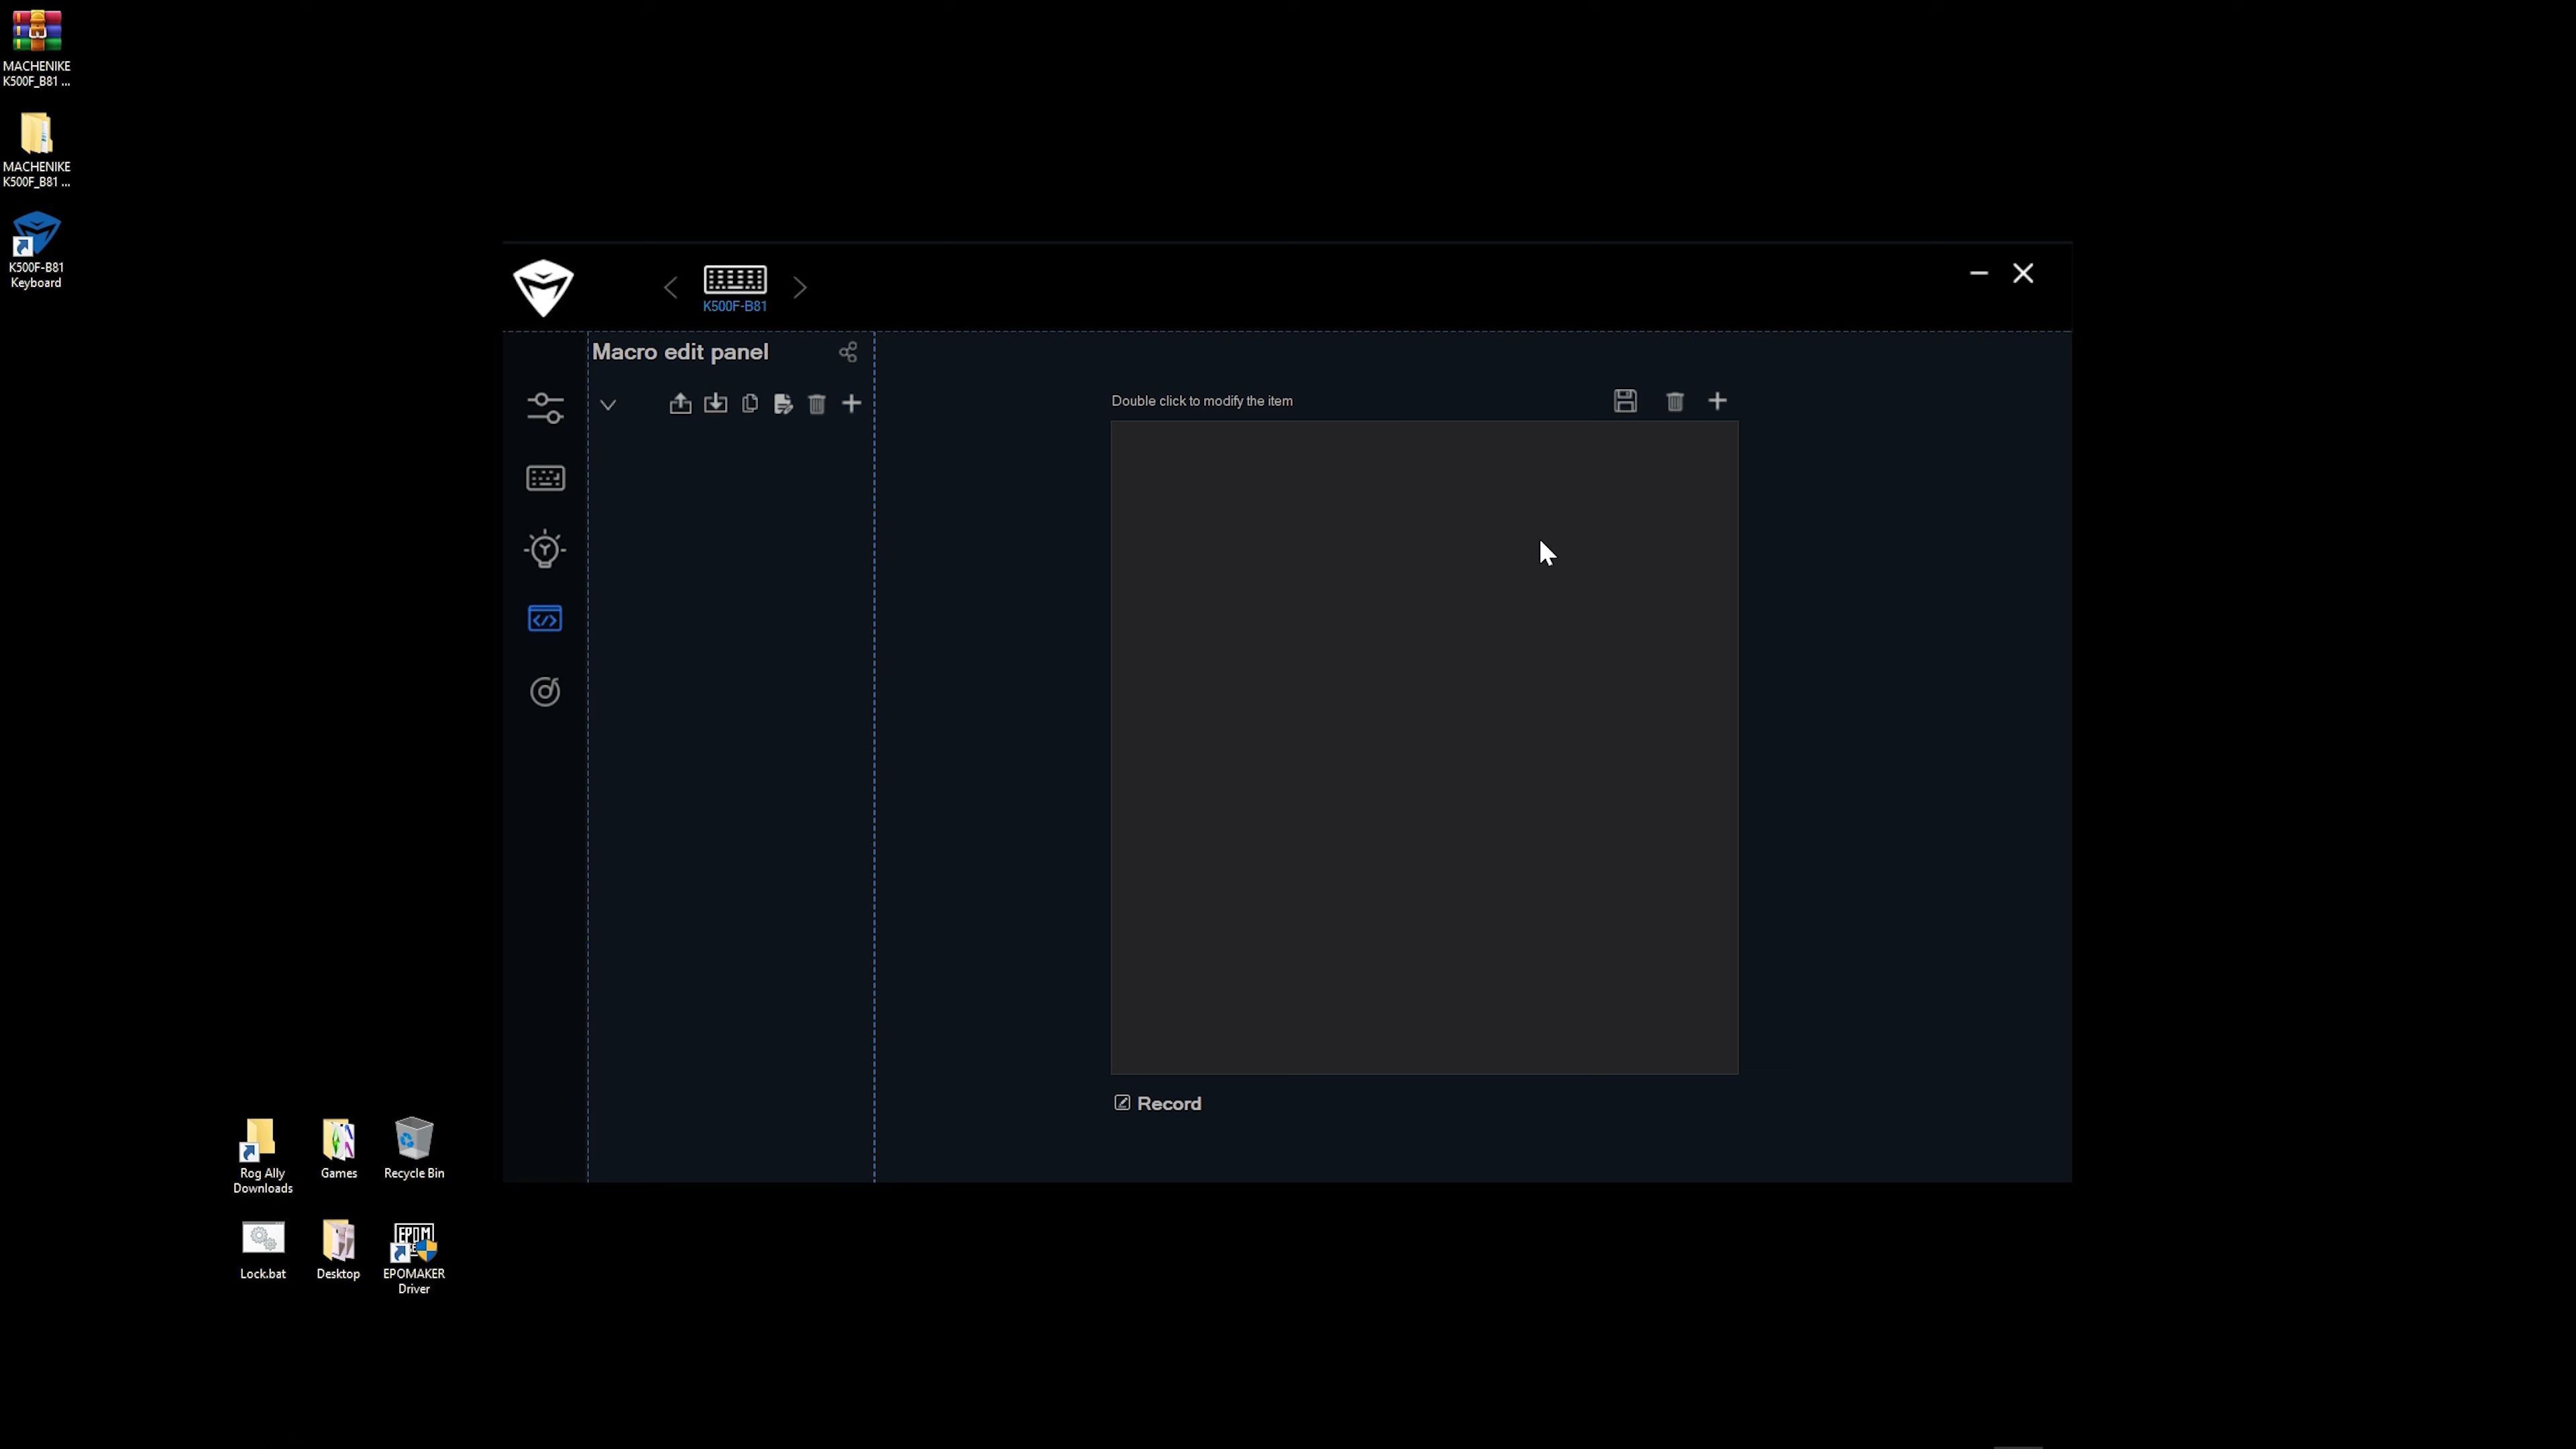 MACHENIKE
K500F_B81 ...
MACHENIKE
K500F_B81 ...
K500F-B81
Keyboard
K500F-B81
Macro edit panel
Double click to modify the item
Record
Rog Ally
Downloads
Games
Recycle Bin
Lock.bat
Desktop
EPOMAKER
Driver